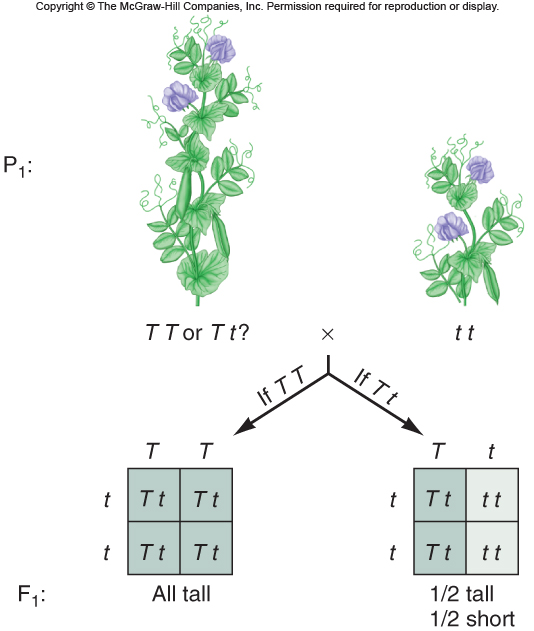 Copyright © The McGraw-Hill Companies, Inc. Permission required for reproduction or display.
P₁:
T T or T t? × t t
If T T If T t
T T T t
t T t T t t T t t t
t T t T t t T t t t
F₁: All tall 1/2 tall
1/2 short